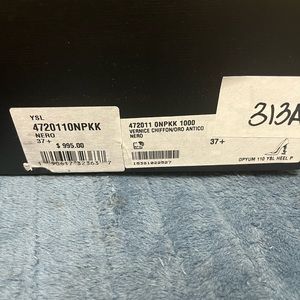 YSL
4720110NPKK
NERO
37+
$ 995.00
472011 0NPKK 1000
VERNICE CHIFFON/ORO ANTICO
NERO
37+
OPYUM 110 YSL HEEL P
313A